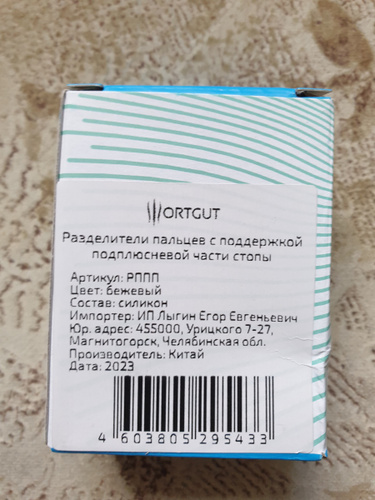 ORTGUT
Разделители пальцев с поддержкой
подплюсневой части стопы
Артикул: РППП
Цвет: бежевый
Состав: силикон
Импортер: ИП Лыгин Егор Евгеньевич
Юр. адрес: 455000, Урицкого 7-27,
Магнитогорск, Челябинская обл.
Производитель: Китай
Дата: 2023
4 603805 295433